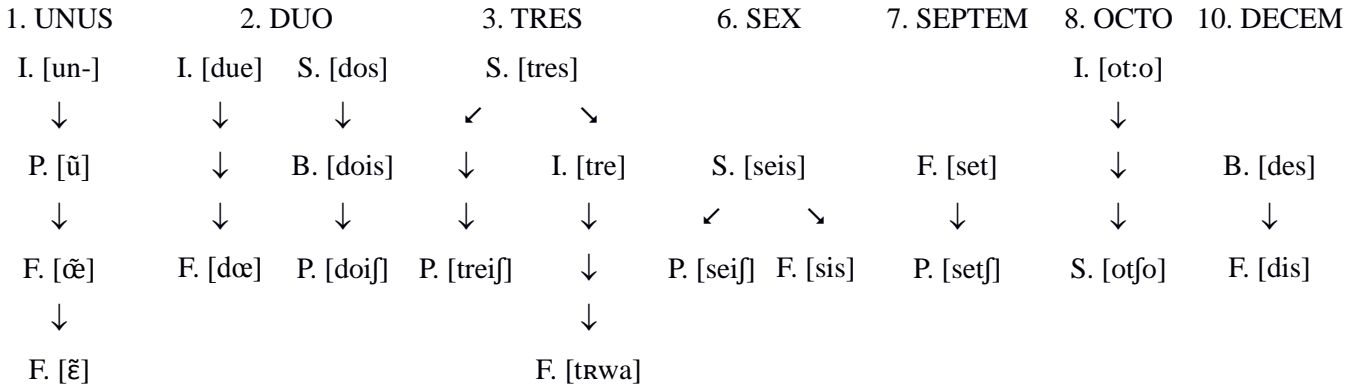 1. UNUS 2. DUO 3. TRES 6. SEX 7. SEPTEM 8. OCTO 10. DECEM
I. [un-] I. [due] S. [dos] S. [tres] I. [ot:o]
↓ ↓ ↓ ↙ ↘ ↓
P. [ũ] ↓ B. [dois] ↓ I. [tre] S. [seis] F. [set] ↓ B. [des]
↓ ↓ ↓ ↓ ↓ ↙ ↘ ↓ ↓ ↓
F. [œ̃] F. [dœ] P. [doiʃ] P. [treiʃ] ↓ P. [seiʃ] F. [sis] P. [setʃ] S. [otʃo] F. [dis]
↓ ↓
F. [ɛ̃] F. [tʀwa]